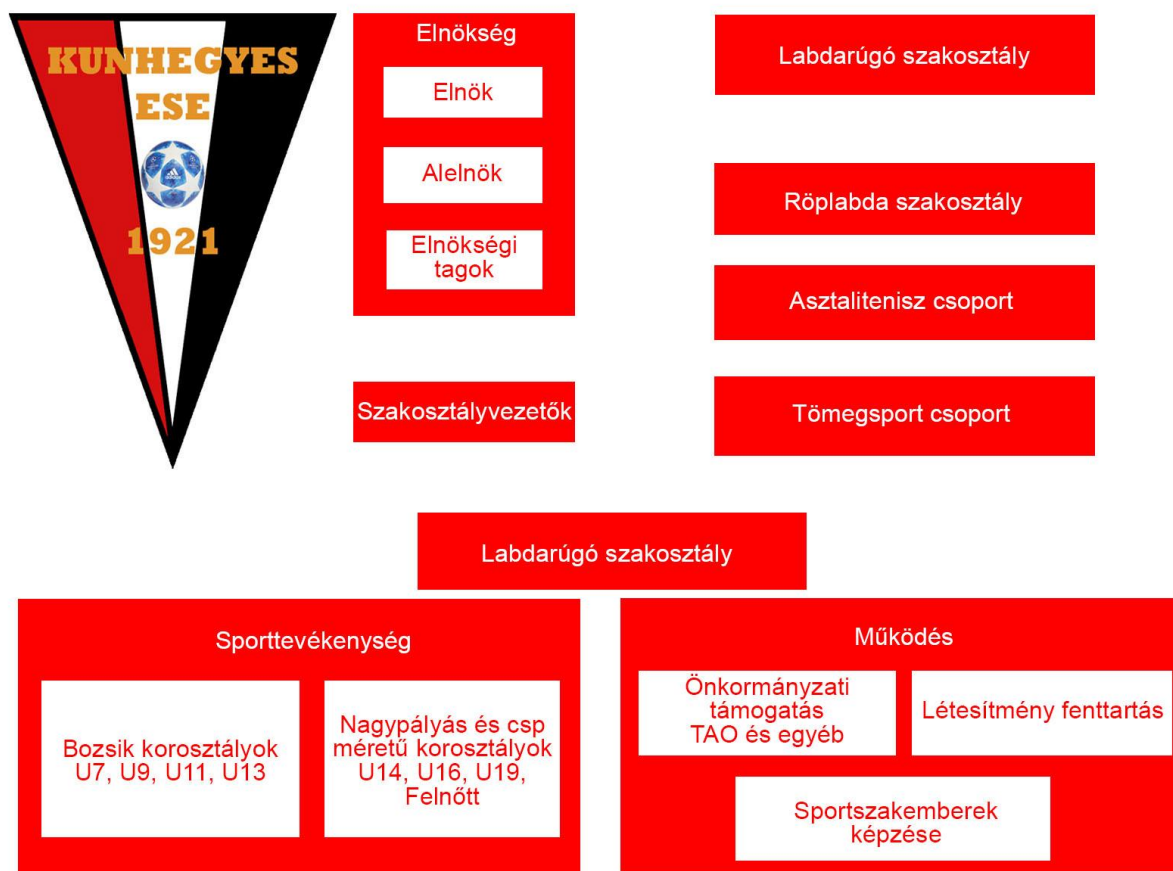 KUNHEGYES
ESE
1921
Elnökség
Elnök
Alelnök
Elnökségi
tagok
Szakosztályvezetők
Labdarúgó szakosztály
Röplabda szakosztály
Asztalitenisz csoport
Tömegsport csoport
Labdarúgó szakosztály
Sporttevékenység
Bozsik korosztályok
U7, U9, U11, U13
Nagypályás és csp
méretű korosztályok
U14, U16, U19,
Felnőtt
Működés
Önkormányzati
támogatás
TAO és egyéb
Létesítmény fenttartás
Sportszakemberek
képzése